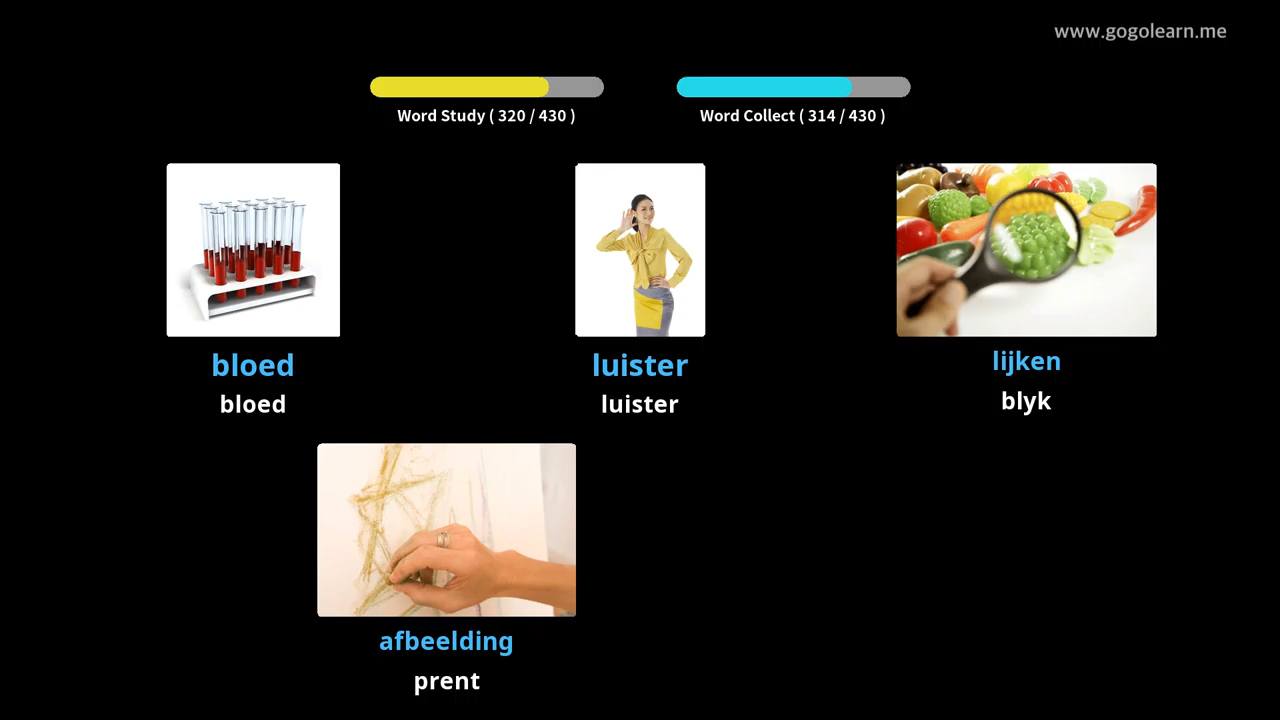 www.gogolearn.me
Word Study ( 320 / 430 )
Word Collect ( 314 / 430 )
bloed
bloed
luister
luister
lijken
blyk
afbeelding
prent